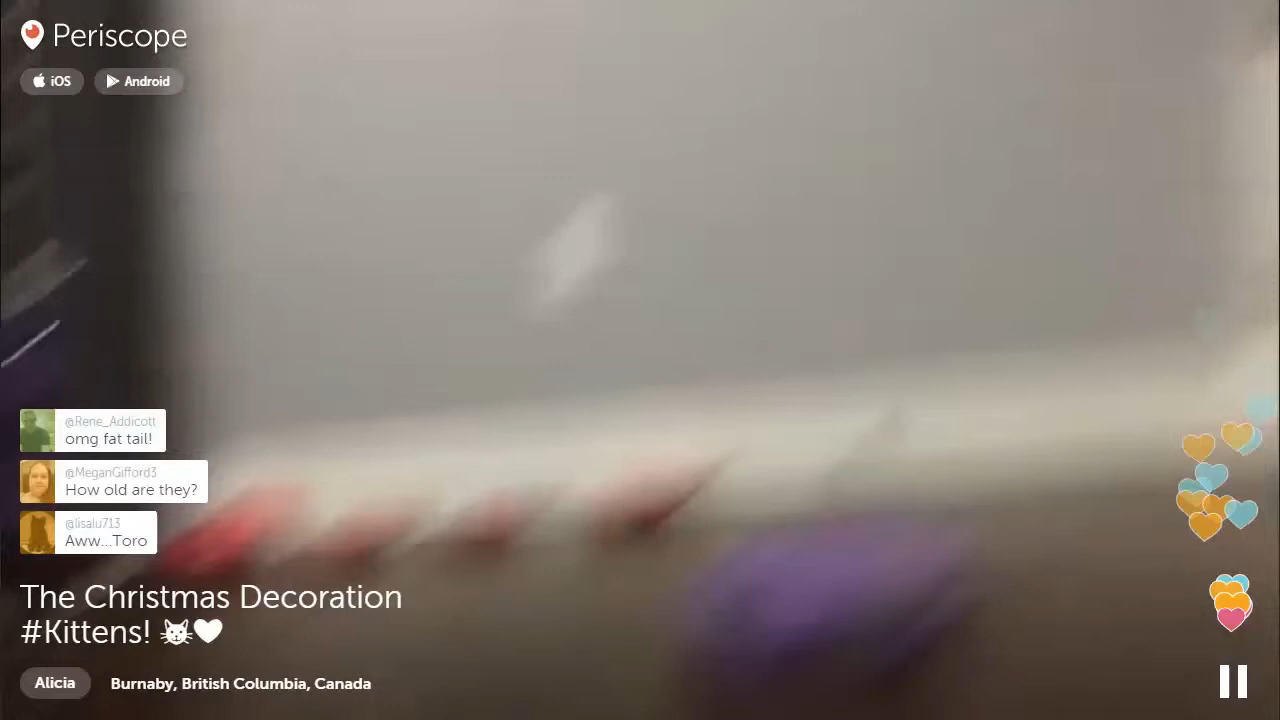 Periscope
iOS
Android
@Rene_Addicott
omg fat tail!
@MeganGifford3
How old are they?
@lisalu713
Aww...Toro
The Christmas Decoration
#Kittens! 🐱❤
Alicia
Burnaby, British Columbia, Canada